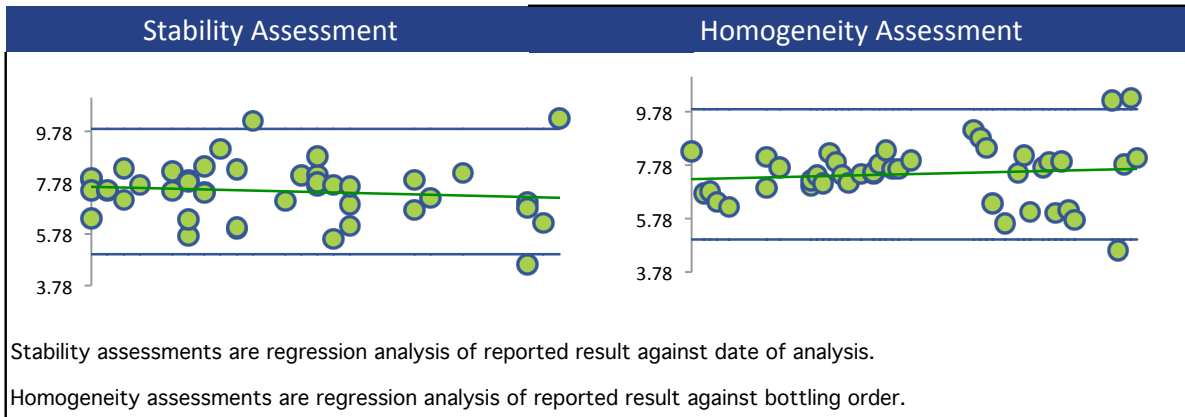 Stability Assessment
Homogeneity Assessment
9.78
7.78
5.78
3.78
9.78
7.78
5.78
3.78
Stability assessments are regression analysis of reported result against date of analysis.
Homogeneity assessments are regression analysis of reported result against bottling order.